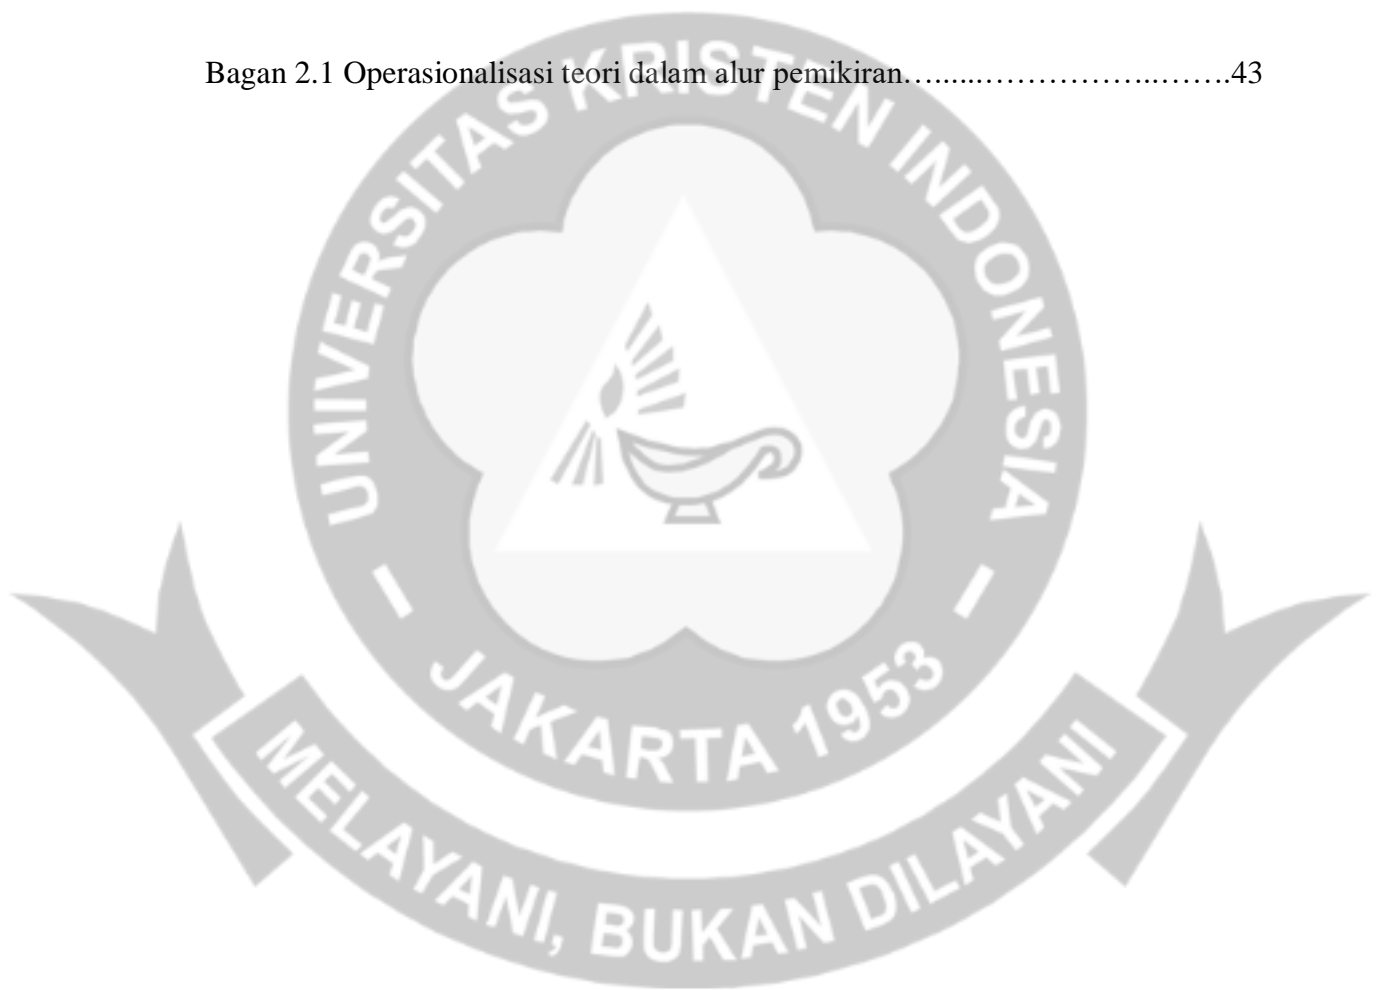 Bagan 2.1 Operasionalisasi teori dalam alur pemikiran….....……………..…….43
UNIVERSITAS KRISTEN INDONESIA
JAKARTA 1953
MELAYANI, BUKAN DILAYANI